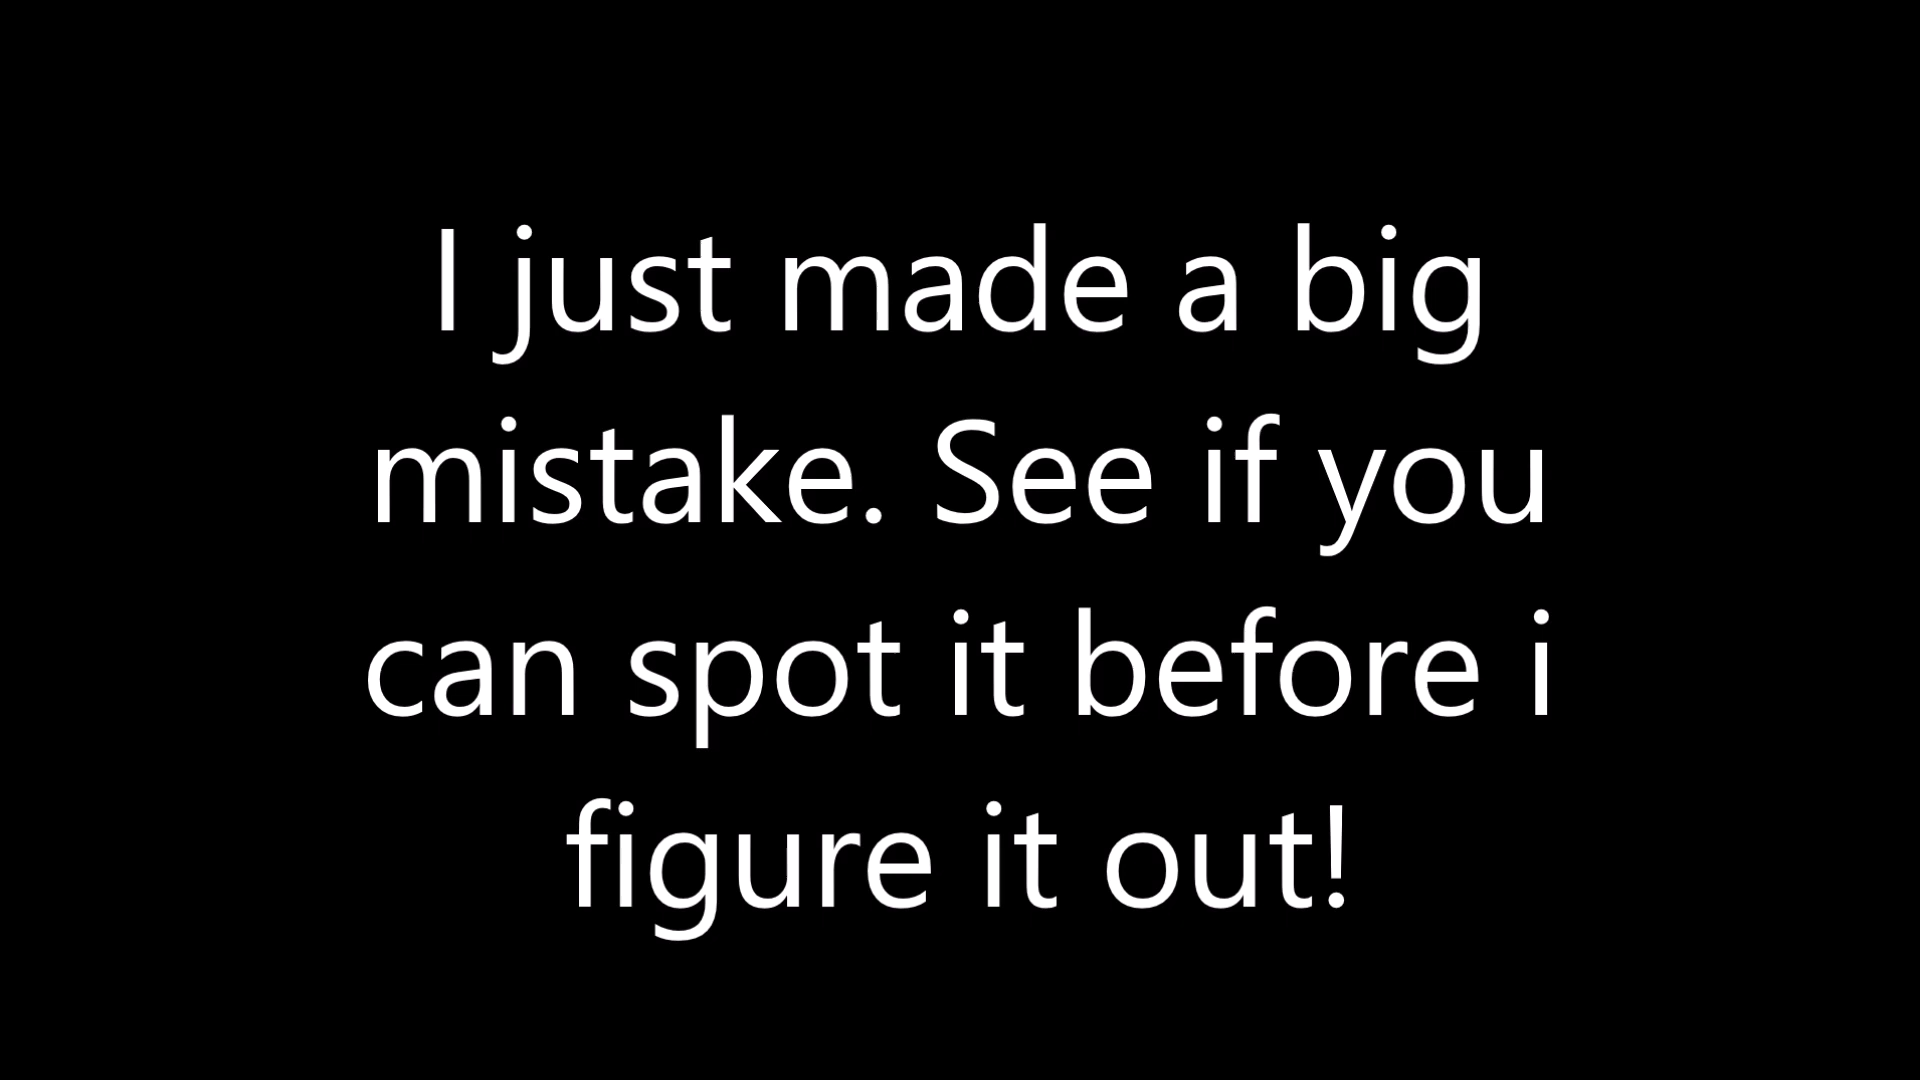 I just made a big
mistake. See if you
can spot it before i
figure it out!